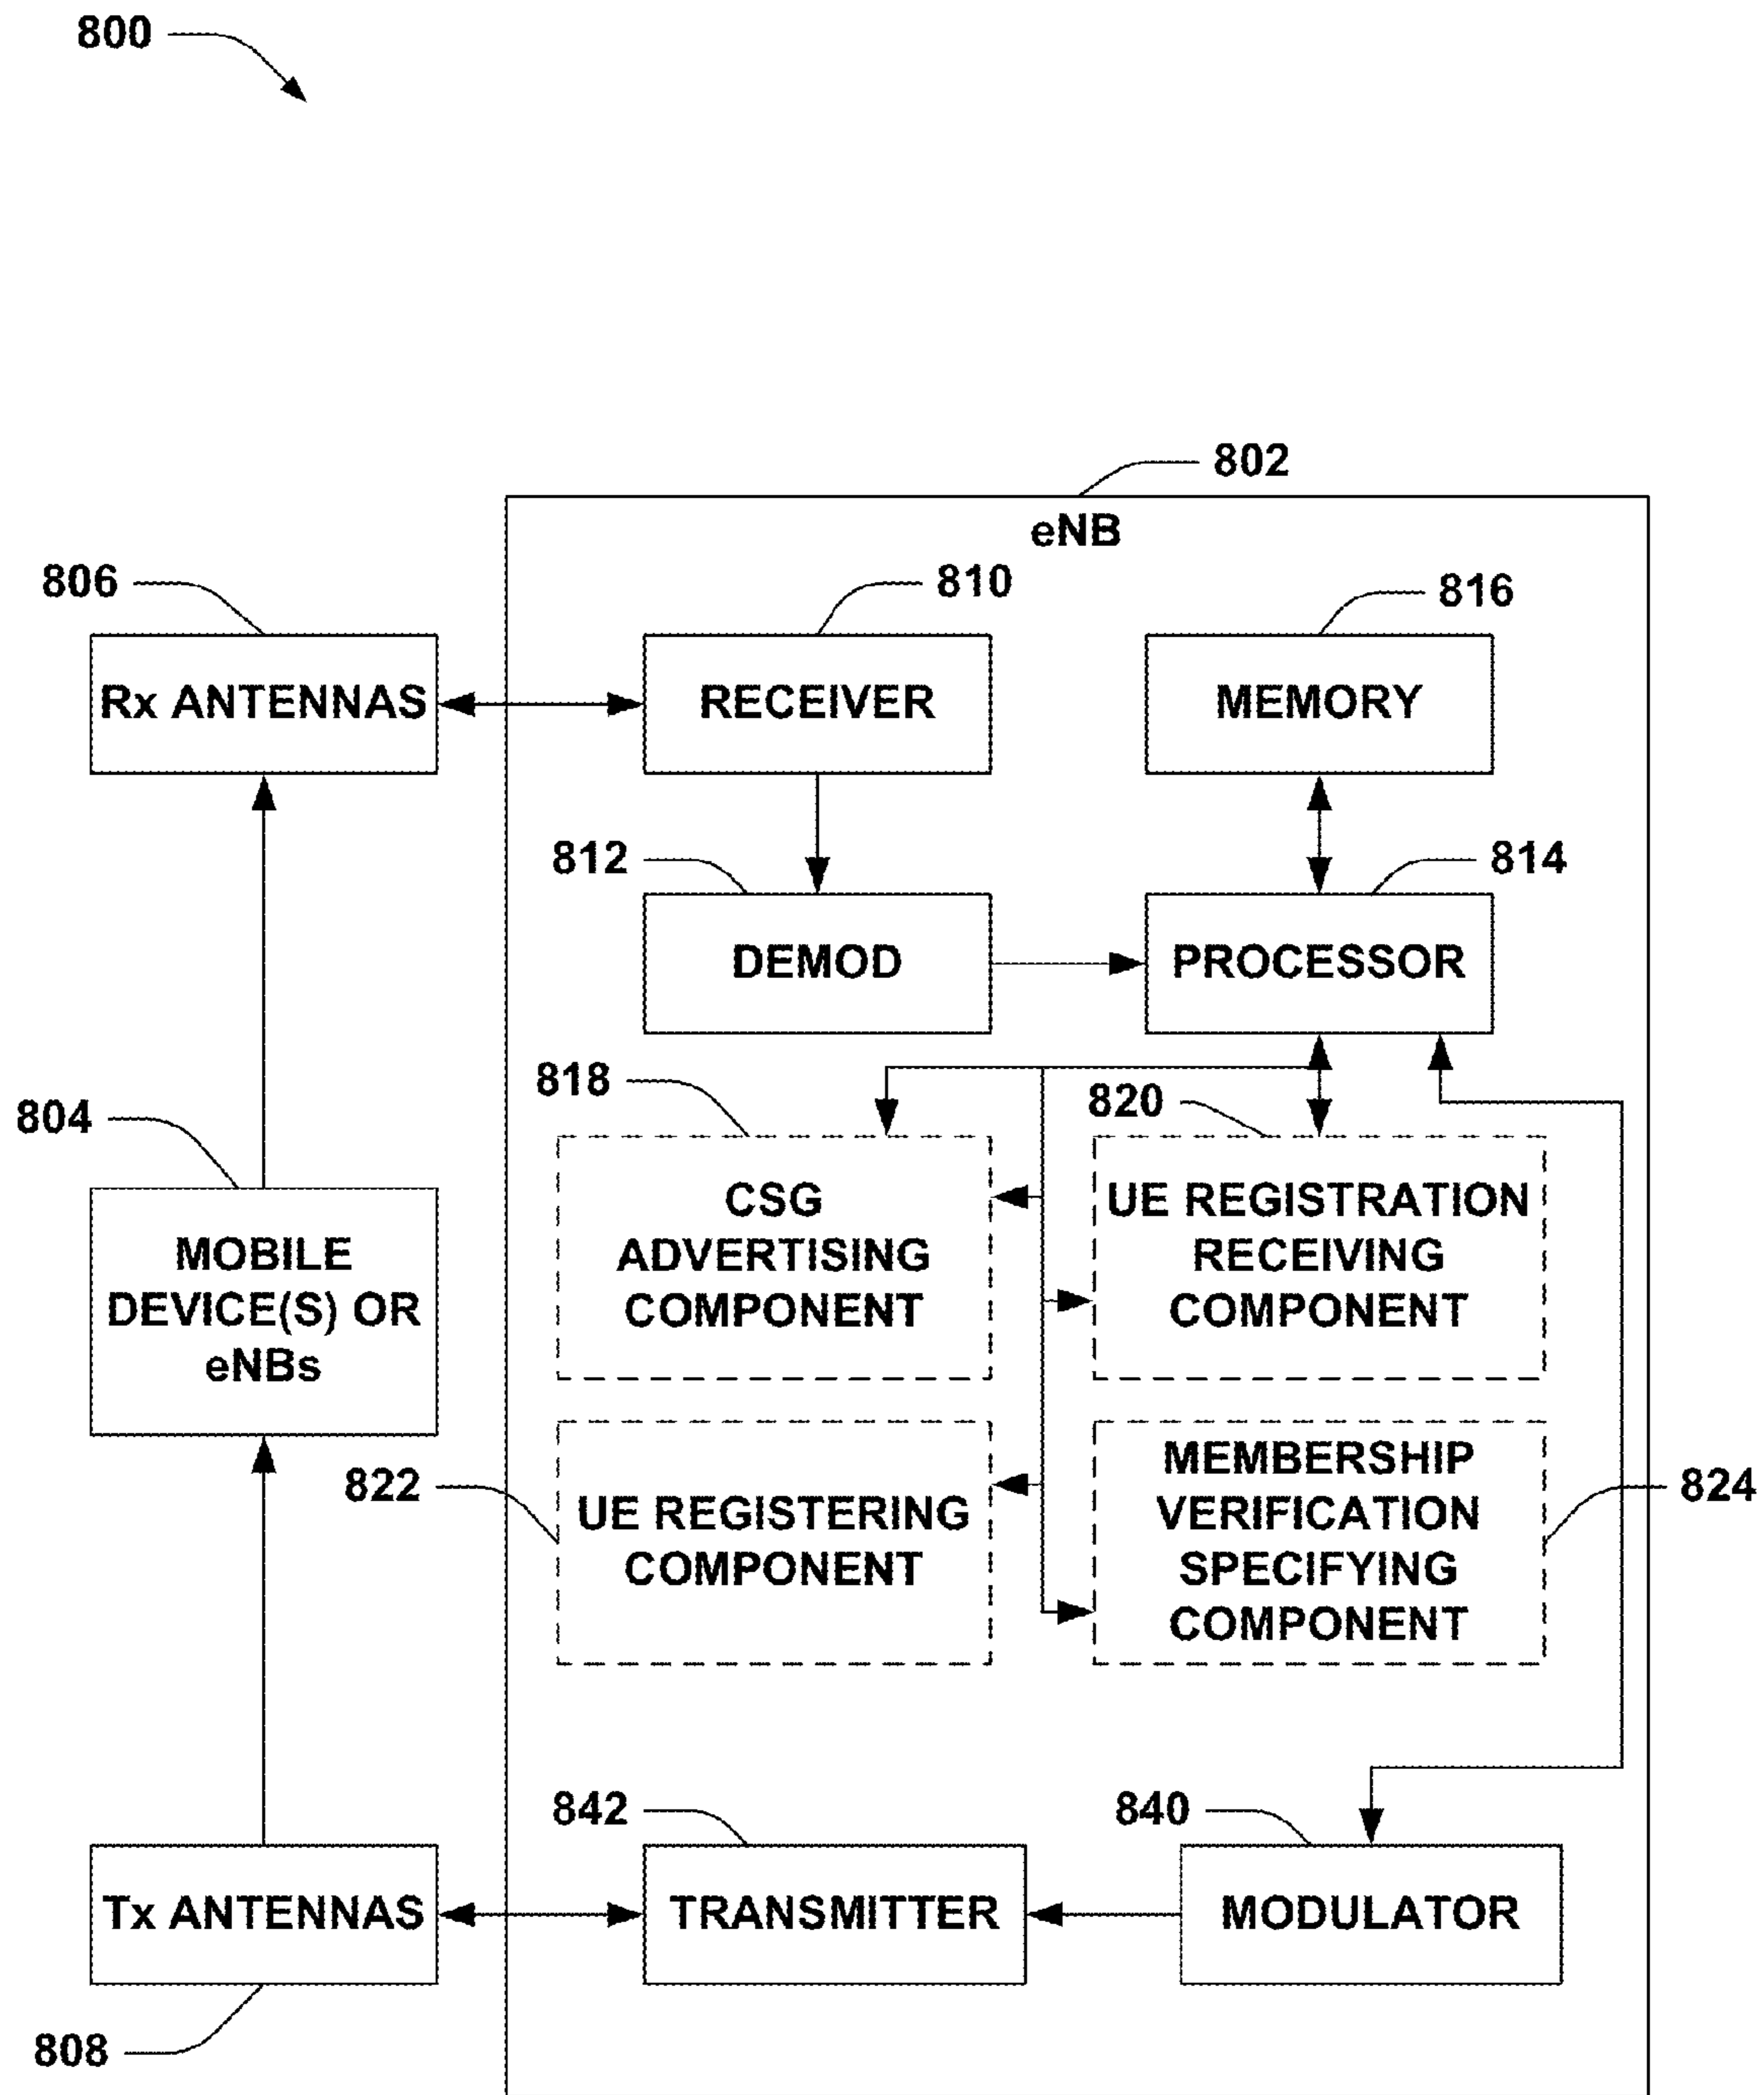 800
802
eNB
806
810
816
Rx ANTENNAS
RECEIVER
MEMORY
812
814
DEMOD
PROCESSOR
818
820
804
CSG
ADVERTISING
COMPONENT
UE REGISTRATION
RECEIVING
COMPONENT
MOBILE
DEVICE(S) OR
eNBs
822
UE REGISTERING
COMPONENT
MEMBERSHIP
VERIFICATION
SPECIFYING
COMPONENT
824
842
840
Tx ANTENNAS
TRANSMITTER
MODULATOR
808